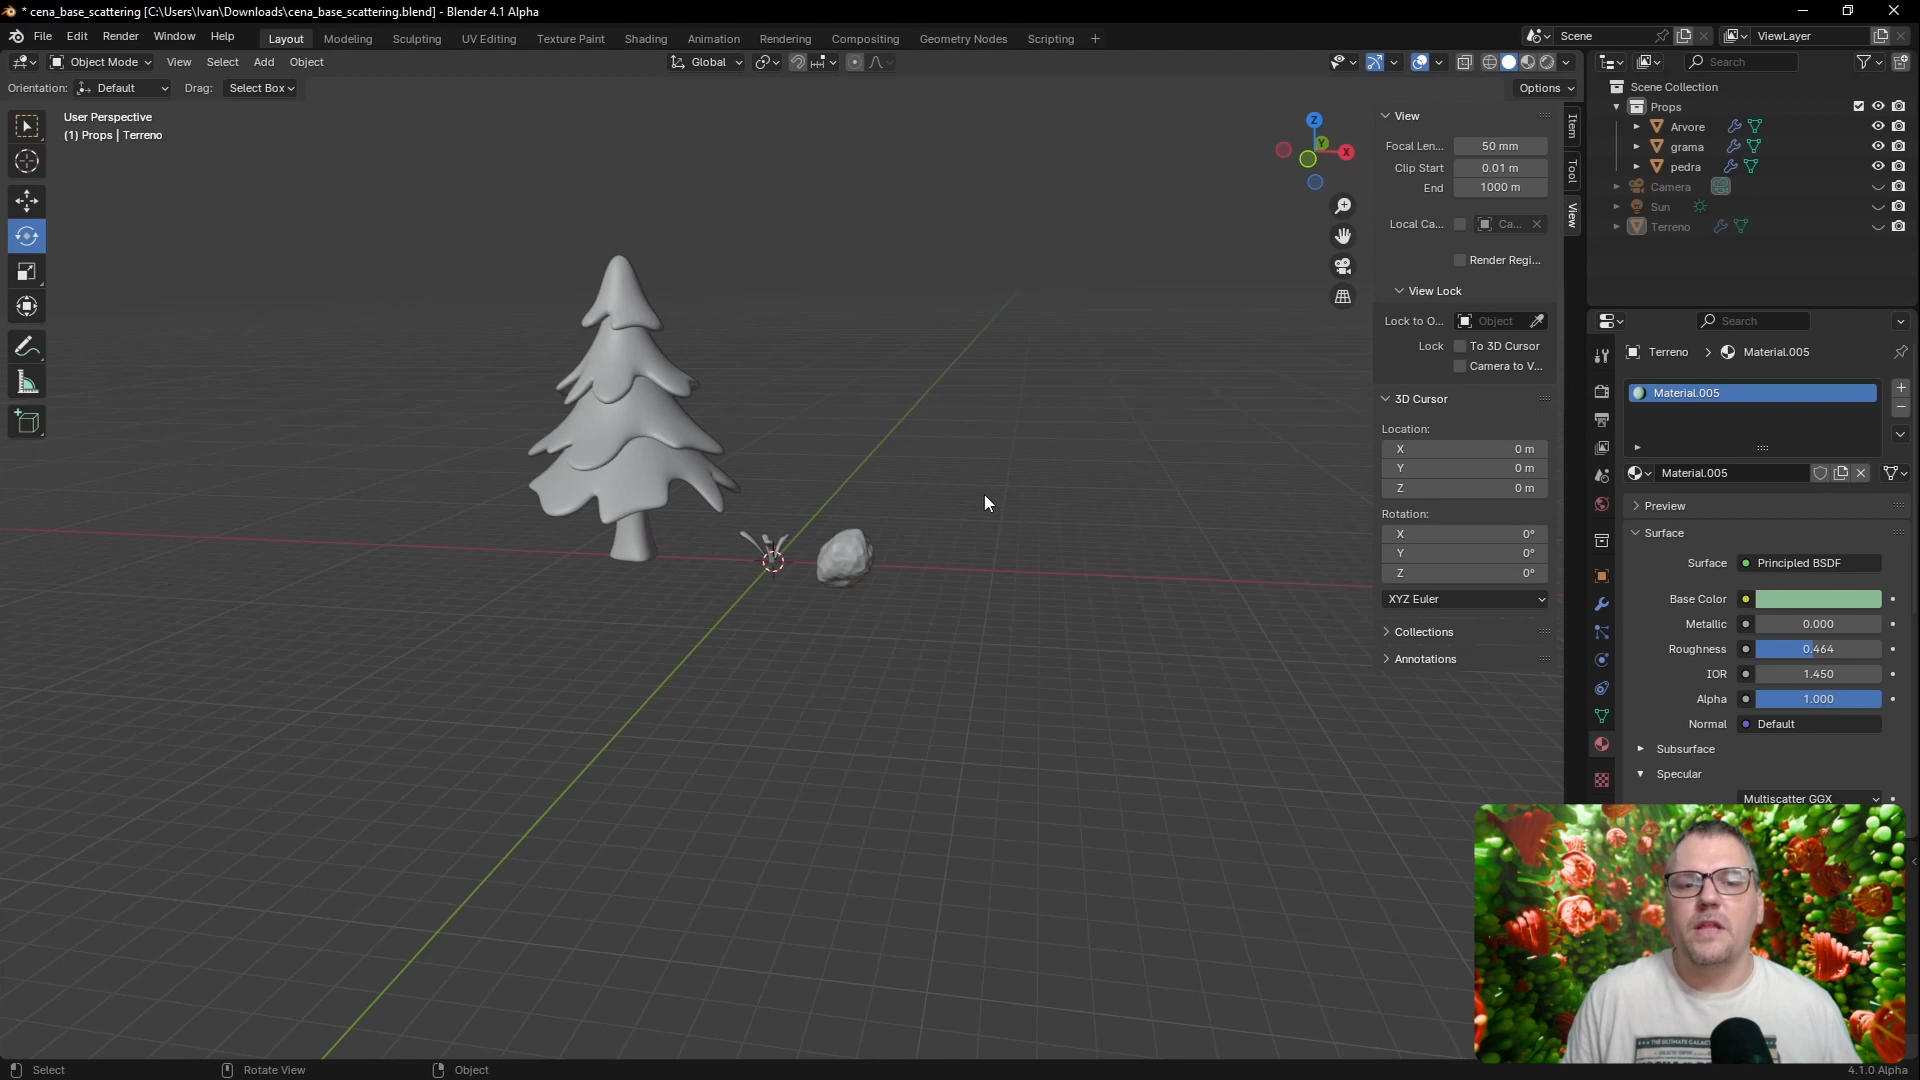 * cena_base_scattering [C:\Users\Ivan\Downloads\cena_base_scattering.blend] - Blender 4.1 Alpha
File Edit Render Window Help Layout Modeling Sculpting UV Editing Texture Paint Shading Animation Rendering Compositing Geometry Nodes Scripting + Scene ViewLayer
Object Mode View Select Add Object Global Search
Orientation: Default Drag: Select Box Options
User Perspective
(1) Props | Terreno
Z
Y
X
View
Focal Len... 50 mm
Clip Start 0.01 m
End 1000 m
Local Ca... Ca...
Render Regi...
View Lock
Lock to O... Object
Lock To 3D Cursor
Camera to V...
3D Cursor
Location:
X 0 m
Y 0 m
Z 0 m
Rotation:
X 0°
Y 0°
Z 0°
XYZ Euler
Collections
Annotations
Item
Tool
View
Scene Collection
Props
Arvore
grama
pedra
Camera
Sun
Terreno
Search
Terreno Material.005
Material.005
Material.005
Preview
Surface
Surface Principled BSDF
Base Color
Metallic 0.000
Roughness 0.464
IOR 1.450
Alpha 1.000
Normal Default
Subsurface
Specular
Multiscatter GGX
THE ULTIMATE GALAC
Select Rotate View Object 4.1.0 Alpha